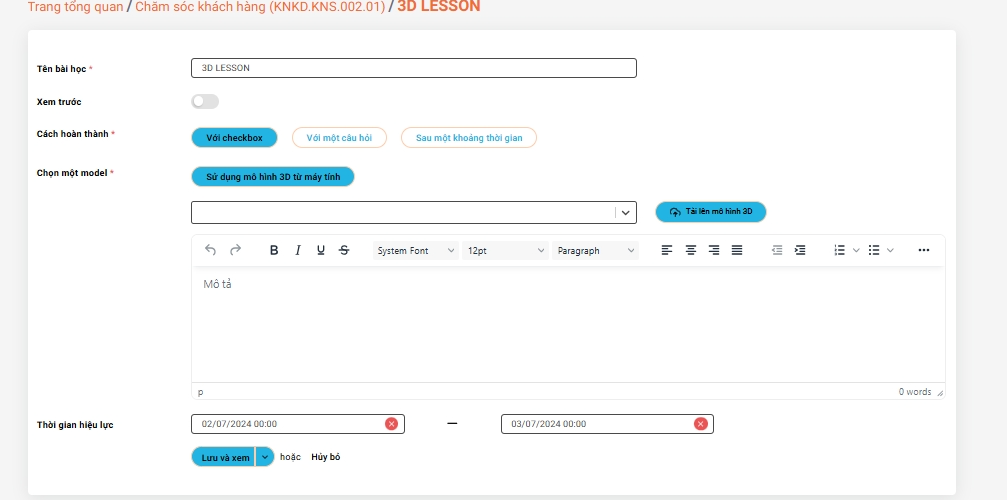 Trang tổng quan / Chăm sóc khách hàng (KNKD.KNS.002.01) / 3D LESSON
Tên bài học * 3D LESSON
Xem trước
Cách hoàn thành * Với checkbox Với một câu hỏi Sau một khoảng thời gian
Chọn một model * Sử dụng mô hình 3D từ máy tính
Tải lên mô hình 3D
B I U S System Font 12pt Paragraph
Mô tả
p 0 words
Thời gian hiệu lực 02/07/2024 00:00 — 03/07/2024 00:00
Lưu và xem hoặc Hủy bỏ